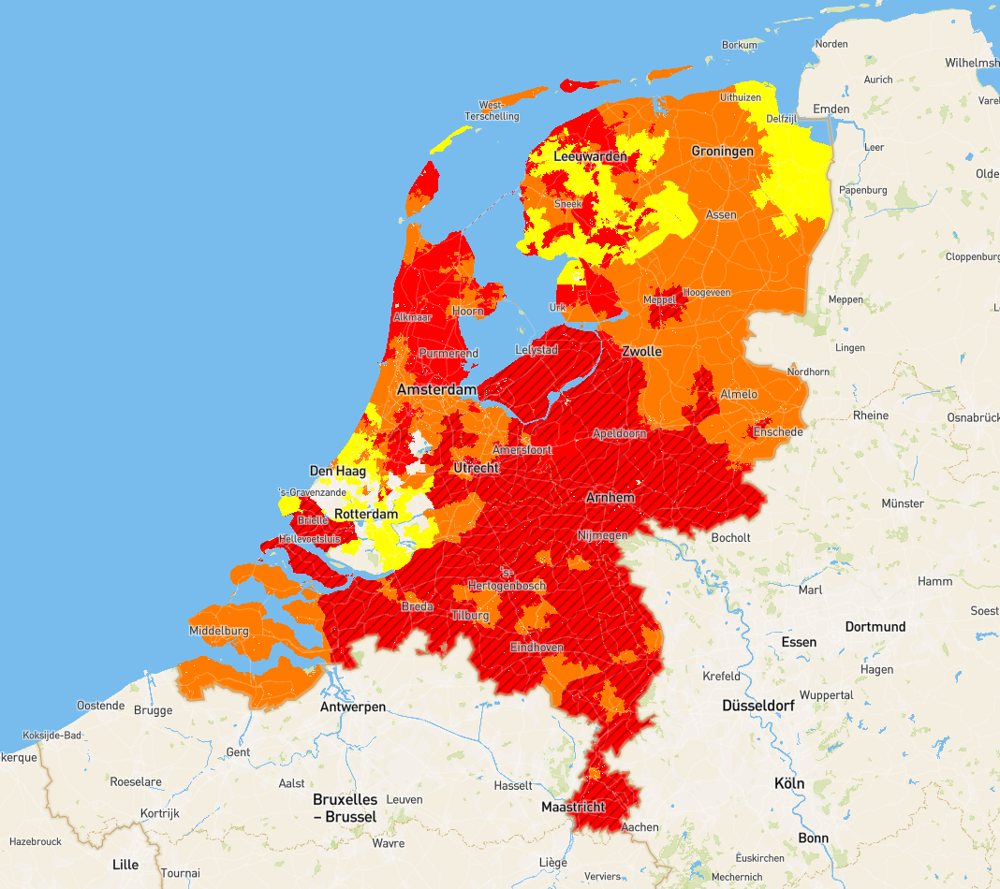 Borkum
Norden
Wilhelmsh
Aurich
Uithuizen
West-
Terschelling
Varel
Emden
Delfzijl
Leer
Groningen
Leeuwarden
Olde
Papenburg
Sneek
Assen
Cloppenburg
Meppel
Hoogeveen
Meppen
Urk
Hoorn
Alkmaar
Lingen
Lelystad
Zwolle
Purmerend
Nordhorn
Amsterdam
Almelo
Rheine
Osnabrück
Enschede
Apeldoorn
Amersfoort
Utrecht
Den Haag
's-Gravenzande
Arnhem
Münster
Rotterdam
Brielle
Hellevoetsluis
Nijmegen
Bocholt
's-
Hertogenbosch
Hamm
Marl
Breda
Tilburg
Soest
Middelburg
Dortmund
Essen
Eindhoven
Hagen
Krefeld
Wuppertal
Oostende
Brugge
Antwerpen
Düsseldorf
Koksijde-Bad
kerque
Gent
Roeselare
Aalst
Hasselt
Köln
Bruxelles
– Brussel
Leuven
Maastricht
Kortrijk
Aachen
Bonn
Hazebrouck
Wavre
Lille
Tournai
Liège
Euskirchen
Verviers
Mechernich